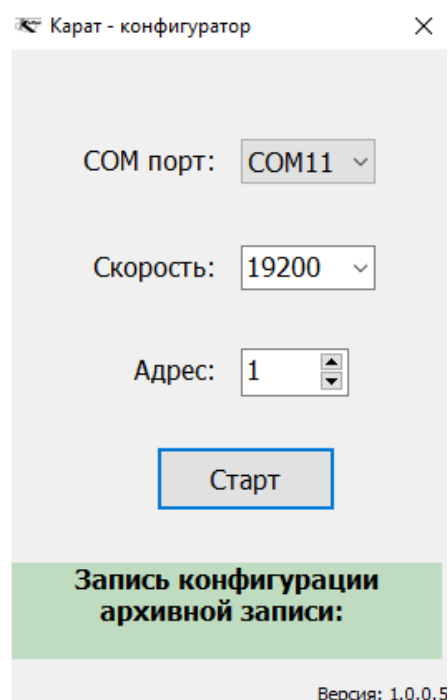 Карат - конфигуратор
COM порт: COM11
Скорость: 19200
Адрес: 1
Старт
Запись конфигурации
архивной записи:
Версия: 1.0.0.5